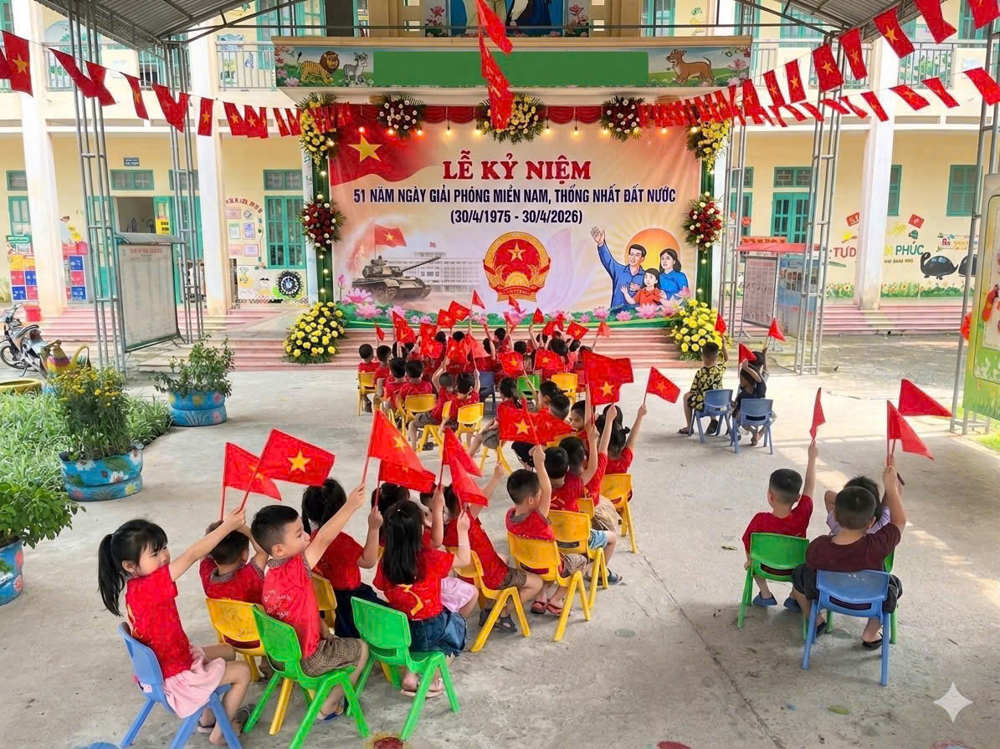 LỄ KỶ NIỆM
51 NĂM NGÀY GIẢI PHÓNG MIỀN NAM, THỐNG NHẤT ĐẤT NƯỚC
(30/4/1975 - 30/4/2026)
PHÚC